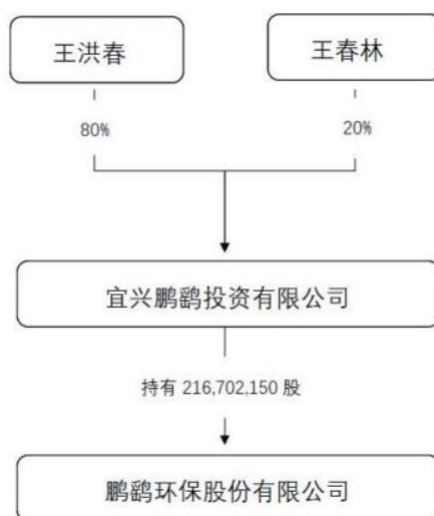 王洪春
王春林
80%
20%
宜兴鹏鹞投资有限公司
持有 216,702,150 股
鹏鹞环保股份有限公司